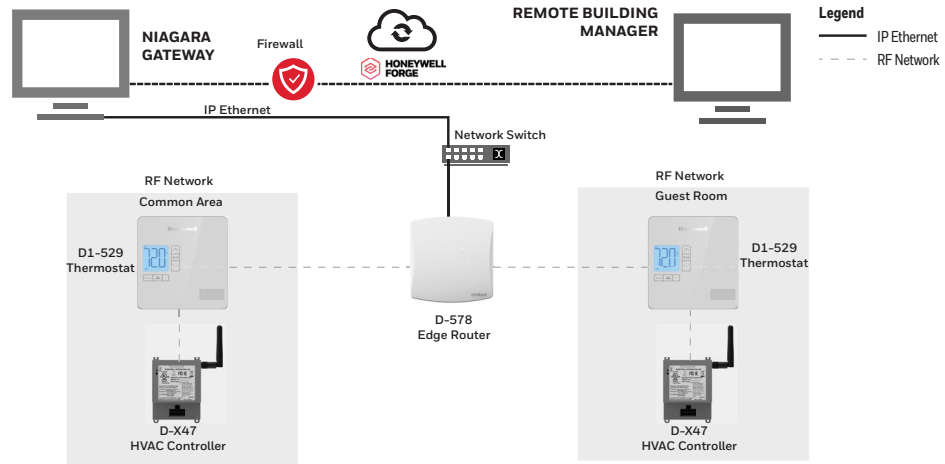 NIAGARA
GATEWAY
Firewall
HONEYWELL
FORGE
REMOTE BUILDING
MANAGER
Legend
IP Ethernet
RF Network
IP Ethernet
Network Switch
RF Network
Common Area
Honeywell
D1-529
Thermostat
D-X47
HVAC Controller
D-578
Edge Router
RF Network
Guest Room
Honeywell
D1-529
Thermostat
D-X47
HVAC Controller